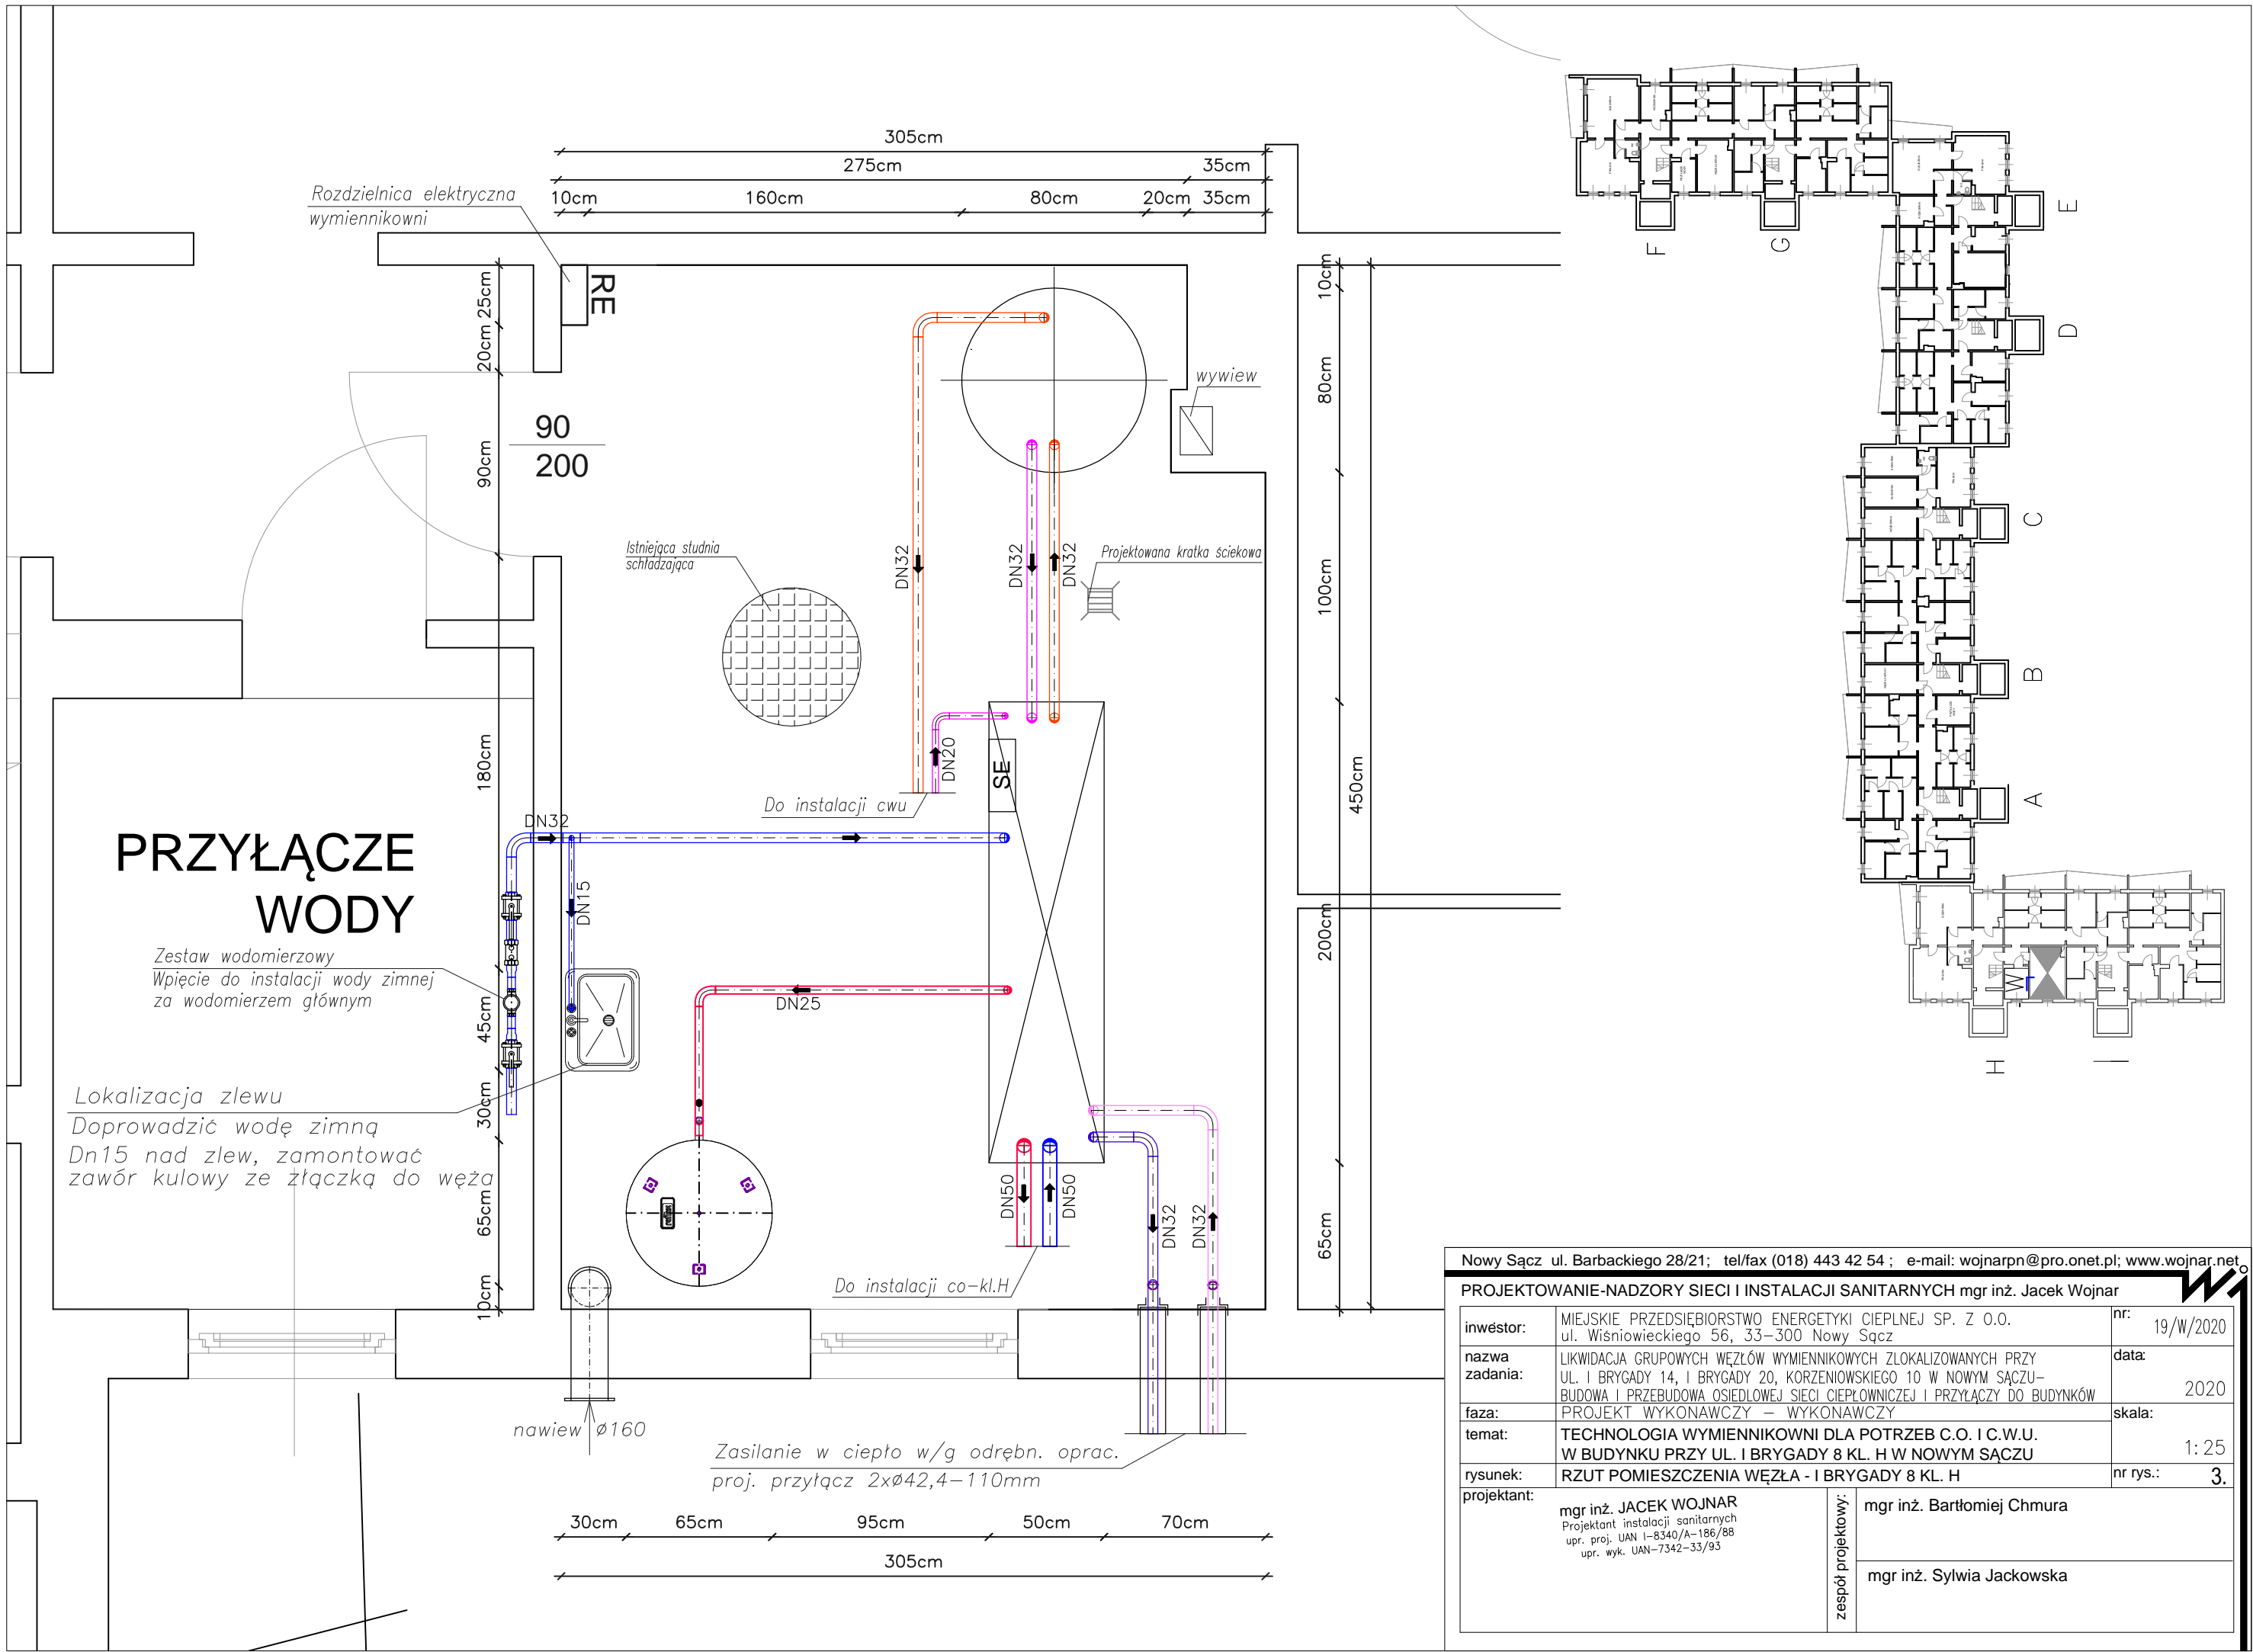 305cm
275cm
35cm
10cm
160cm
80cm
20cm
35cm
Rozdzielnica elektryczna
wymiennikowni
RE
25cm
20cm
90cm
180cm
45cm
30cm
65cm
10cm
90
200
wywiew
10cm
80cm
100cm
200cm
65cm
450cm
Istniejąca studnia
schładzająca
DN32
DN32
DN32
Projektowana kratka ściekowa
DN20
SE
Do instalacji cwu
DN32
DN15
PRZYŁĄCZE
WODY
Zestaw wodomierzowy
Wpięcie do instalacji wody zimnej
za wodomierzem głównym
DN25
Lokalizacja zlewu
Doprowadzić wodę zimną
Dn15 nad zlew, zamontować
zawór kulowy ze złączką do węża
reflex
DN50
DN50
DN32
DN32
Do instalacji co-kl.H
nawiew ø160
Zasilanie w ciepło w/g odrębn. oprac.
proj. przyłącz 2xø42,4-110mm
30cm
65cm
95cm
50cm
70cm
305cm
F
G
E
D
C
B
A
W
H
I
Nowy Sącz ul. Barbackiego 28/21; tel/fax (018) 443 42 54 ; e-mail: wojnarpn@pro.onet.pl; www.wojnar.net
PROJEKTOWANIE-NADZORY SIECI I INSTALACJI SANITARNYCH mgr inż. Jacek Wojnar
inwestor:
MIEJSKIE PRZEDSIĘBIORSTWO ENERGETYKI CIEPLNEJ SP. Z O.O.
ul. Wiśniowieckiego 56, 33-300 Nowy Sącz
nr:
19/W/2020
nazwa
zadania:
LIKWIDACJA GRUPOWYCH WĘZŁÓW WYMIENNIKOWYCH ZLOKALIZOWANYCH PRZY
UL. I BRYGADY 14, I BRYGADY 20, KORZENIOWSKIEGO 10 W NOWYM SĄCZU-
BUDOWA I PRZEBUDOWA OSIEDLOWEJ SIECI CIEPŁOWNICZEJ I PRZYŁĄCZY DO BUDYNKÓW
data:
2020
faza:
PROJEKT WYKONAWCZY - WYKONAWCZY
skala:
1:25
temat:
TECHNOLOGIA WYMIENNIKOWNI DLA POTRZEB C.O. I C.W.U.
W BUDYNKU PRZY UL. I BRYGADY 8 KL. H W NOWYM SĄCZU
rysunek:
RZUT POMIESZCZENIA WĘZŁA - I BRYGADY 8 KL. H
nr rys.:
3.
projektant:
mgr inż. JACEK WOJNAR
Projektant instalacji sanitarnych
upr. proj. UAN I-8340/A-186/88
upr. wyk. UAN-7342-33/93
zespół projektowy:
mgr inż. Bartłomiej Chmura
mgr inż. Sylwia Jackowska